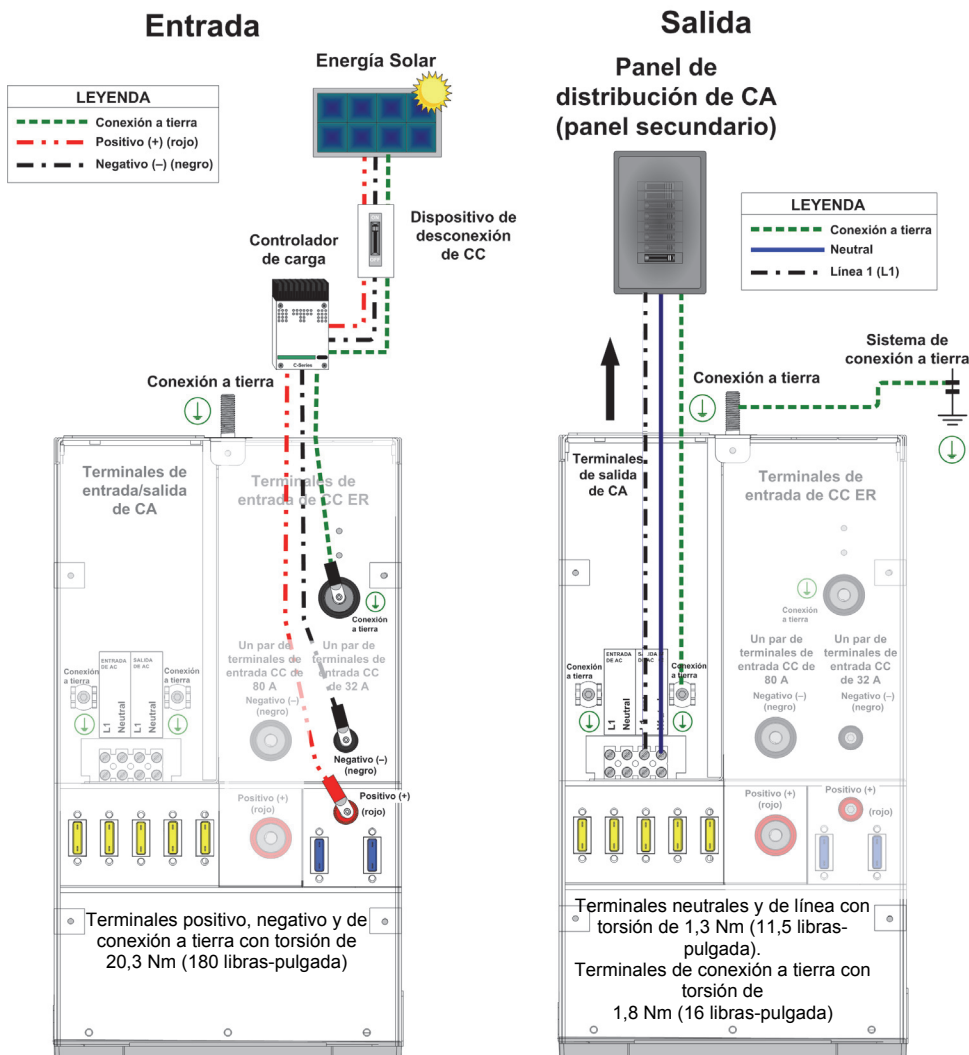 Entrada
Energía Solar
LEYENDA
Conexión a tierra
Positivo (+) (rojo)
Negativo (–) (negro)
Dispositivo de
desconexión
de CC
Controlador
de carga
C-Series
Conexión a tierra
Terminales de
entrada/salida
de CA
Terminales de
entrada de CC ER
Conexión
a tierra
Un par de
terminales de
entrada CC de
80 A
Negativo (–)
(negro)
Un par de
terminales de
entrada CC
de 32 A
Conexión
a tierra
ENTRADA
DE AC
SALIDA
DE AC
Conexión
a tierra
L1
Neutral
L1
Neutral
Negativo (–)
(negro)
Positivo (+)
(rojo)
Positivo (+)
(rojo)
Terminales positivo, negativo y de
conexión a tierra con torsión de
20,3 Nm (180 libras-pulgada)
Salida
Panel de
distribución de CA
(panel secundario)
LEYENDA
Conexión a tierra
Neutral
Línea 1 (L1)
Sistema de
conexión a tierra
Conexión a tierra
Terminales
de salida
de CA
Terminales de
entrada de CC ER
Conexión
a tierra
Un par de
terminales de
entrada CC de
80 A
Negativo (–)
(negro)
Un par de
terminales de
entrada CC
de 32 A
Negativo (–)
(negro)
Conexión
a tierra
ENTRADA
DE AC
SALIDA
DE AC
Conexión
a tierra
L1
Neutral
L1
Neutral
Positivo (+)
(rojo)
Positivo (+)
(rojo)
Terminales neutrales y de línea con
torsión de 1,3 Nm (11,5 libras-
pulgada).
Terminales de conexión a tierra con
torsión de
1,8 Nm (16 libras-pulgada)